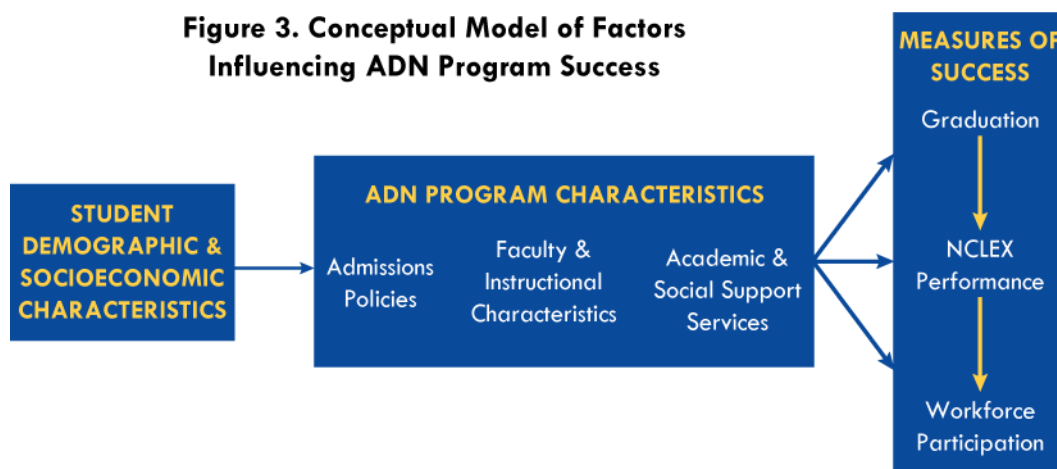 Figure 3. Conceptual Model of Factors
Influencing ADN Program Success
STUDENT
DEMOGRAPHIC &
SOCIOECONOMIC
CHARACTERISTICS
ADN PROGRAM CHARACTERISTICS
Admissions
Policies
Faculty &
Instructional
Characteristics
Academic &
Social Support
Services
MEASURES OF
SUCCESS
Graduation
NCLEX
Performance
Workforce
Participation